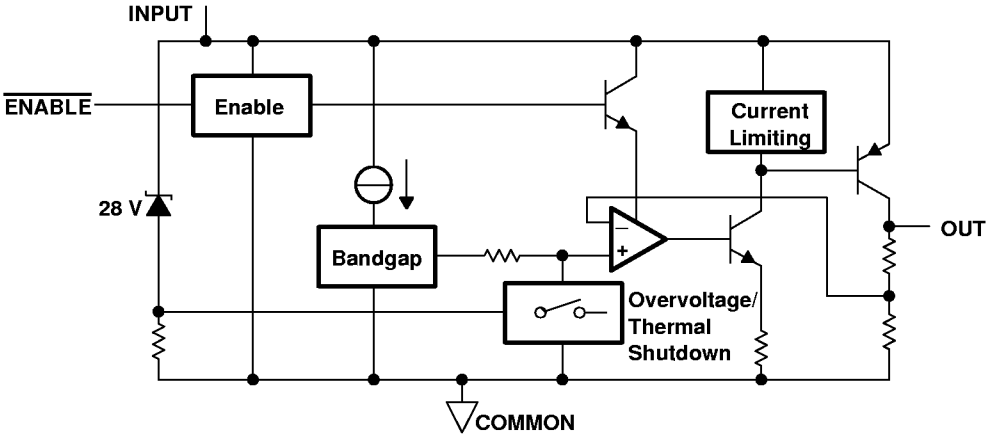 INPUT
ENABLE
Enable
Current
Limiting
28 V
OUT
Bandgap
−
+
Overvoltage/
Thermal
Shutdown
COMMON